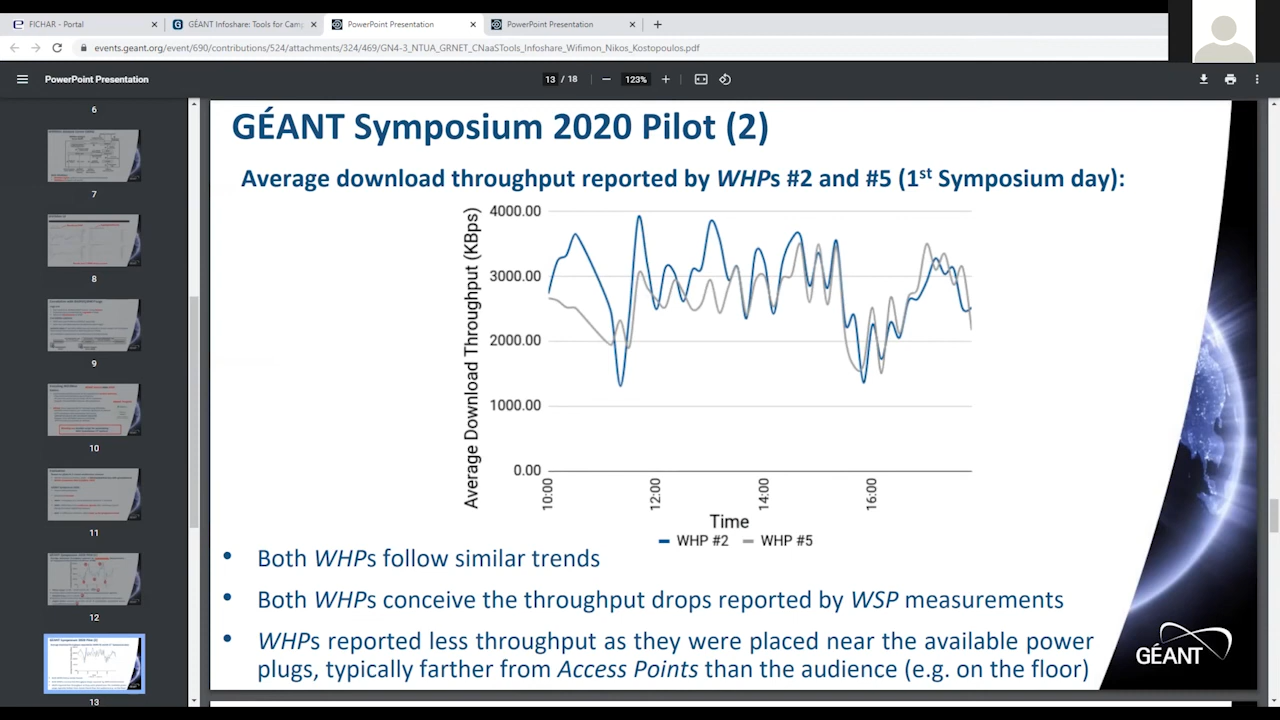 FICHAR - Portal
GÉANT Infoshare: Tools for Cam
PowerPoint Presentation
PowerPoint Presentation
events.geant.org/event/690/contributions/524/attachments/324/469/GN4-3_NTUA_GRNET_CNaaSTools_Infoshare_Wifimon_Nikos_Kostopoulos.pdf
PowerPoint Presentation
13 / 18
123%
6
7
8
9
10
11
12
13
GÉANT Symposium 2020 Pilot (2)
Average download throughput reported by WHPs #2 and #5 (1st Symposium day):
Average Download Throughput (KBps)
4000.00
3000.00
2000.00
1000.00
0.00
10:00
12:00
14:00
16:00
Time
WHP #2
WHP #5
• Both WHPs follow similar trends
• Both WHPs conceive the throughput drops reported by WSP measurements
• WHPs reported less throughput as they were placed near the available power
plugs, typically farther from Access Points than the audience (e.g. on the floor)
GÉANT